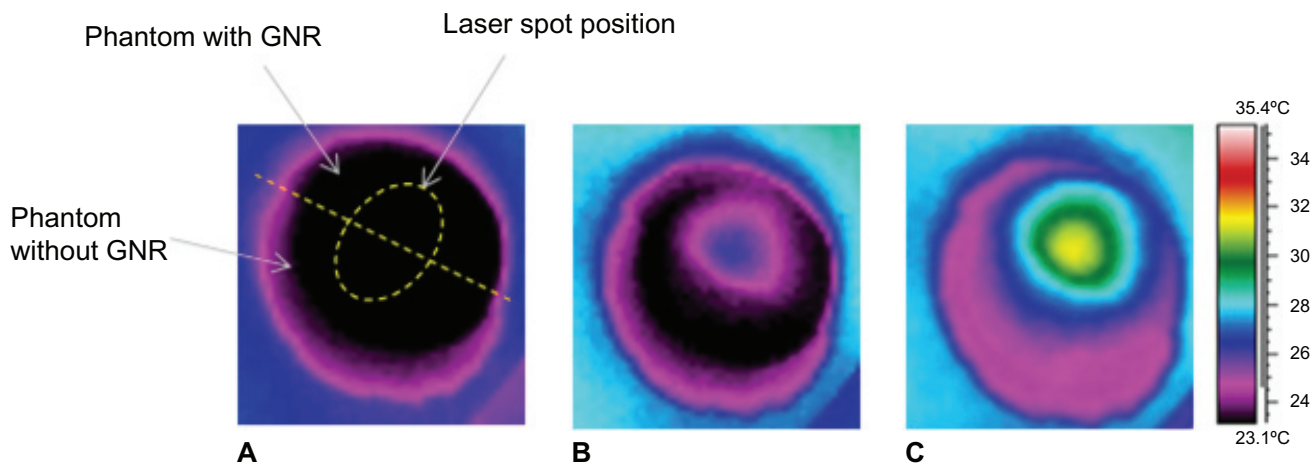 Phantom with GNR
Laser spot position
Phantom
without GNR
35.4ºC
34
32
30
28
26
24
23.1ºC
A
B
C